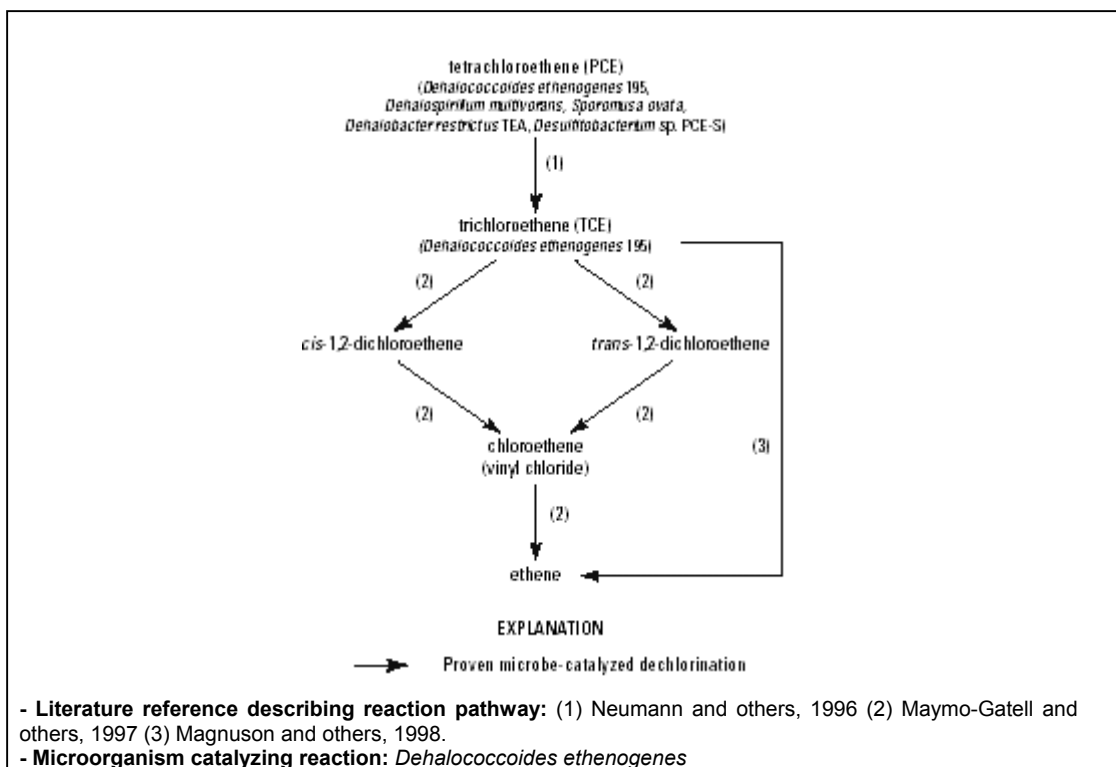 tetrachloroethene (PCE)
(Dehalococcoides ethenogenes 195,
Dehalospirillum multivorans, Sporomusa ovata,
Dehalobacter restrictus TEA, Desulfitobacterium sp. PCE-S)
(1)
trichloroethene (TCE)
(Dehalococcoides ethenogenes 195)
(2) (2)
cis-1,2-dichloroethene trans-1,2-dichloroethene
(2) (2)
chloroethene (3)
(vinyl chloride)
(2)
ethene
EXPLANATION
Proven microbe-catalyzed dechlorination
- Literature reference describing reaction pathway: (1) Neumann and others, 1996 (2) Maymo-Gatell and
others, 1997 (3) Magnuson and others, 1998.
- Microorganism catalyzing reaction: Dehalococcoides ethenogenes